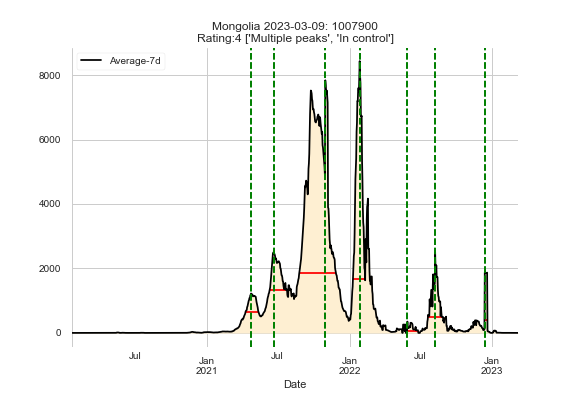 Mongolia 2023-03-09: 1007900
Rating:4 ['Multiple peaks', 'In control']
Average-7d
8000
6000
4000
2000
0
Jul
Jan
2021
Jul
Jan
2022
Jul
Jan
2023
Date